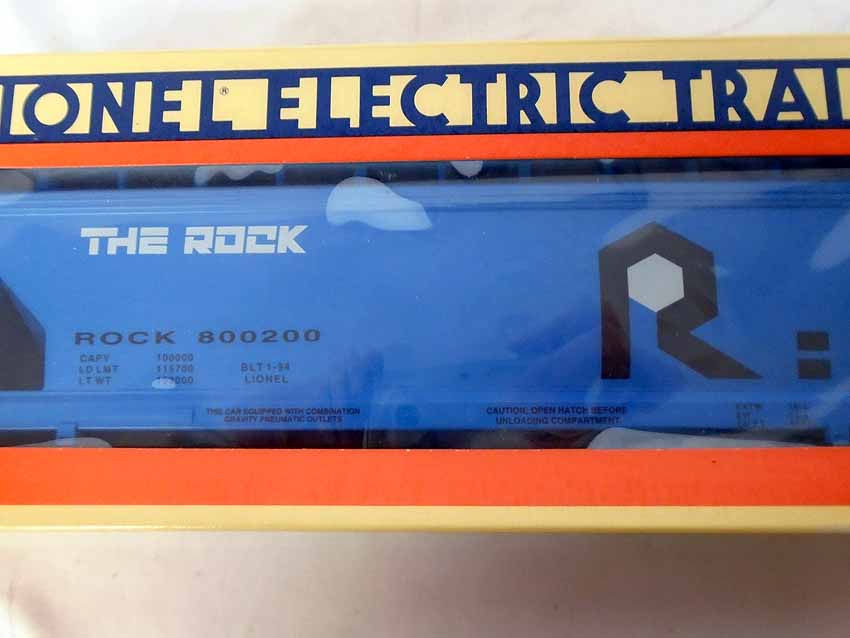 IONEL® ELECTRIC TRAI
THE ROCK
R
ROCK 800200
CAPY 100000
LD LMT 115700 BLT 1-94
LT WT LIONEL
THIS CAR EQUIPPED WITH COMBINATION
GRAVITY PNEUMATIC OUTLETS
CAUTION: OPEN HATCH BEFORE
UNLOADING COMPARTMENT.